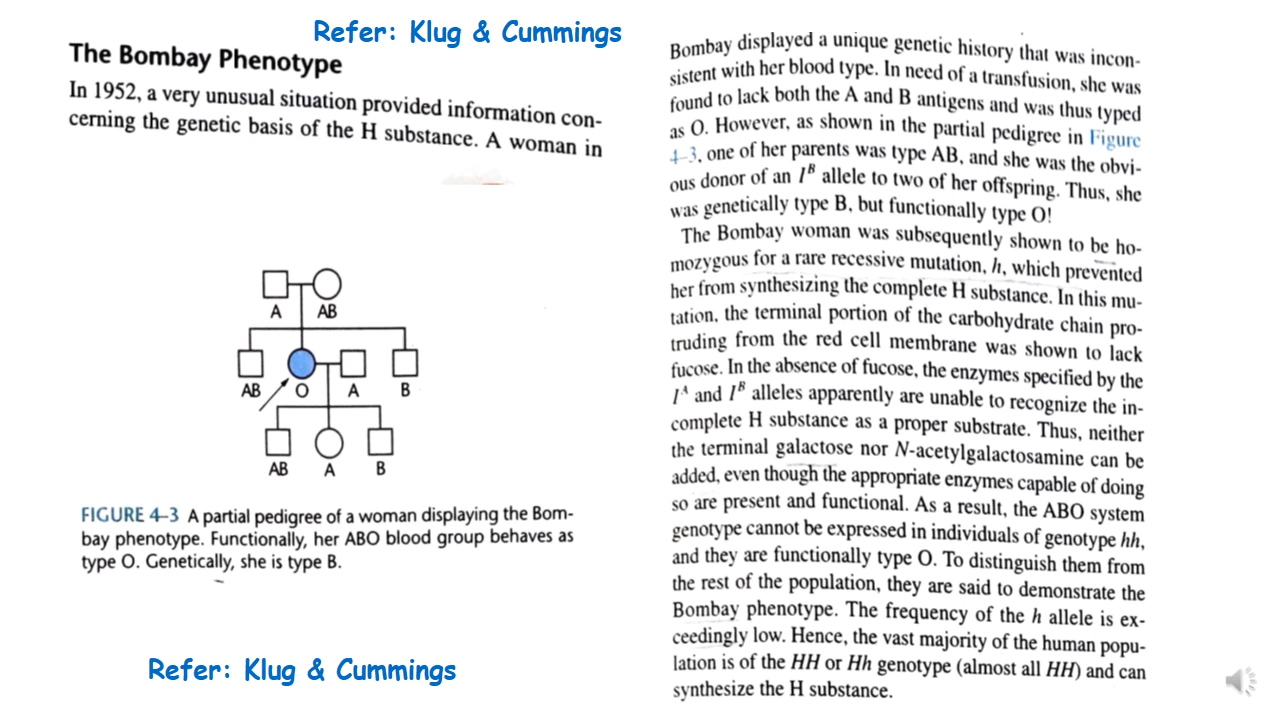 Refer: Klug & Cummings
The Bombay Phenotype
In 1952, a very unusual situation provided information con-
cerning the genetic basis of the H substance. A woman in
A AB
AB O A B
AB A B
FIGURE 4–3 A partial pedigree of a woman displaying the Bom-
bay phenotype. Functionally, her ABO blood group behaves as
type O. Genetically, she is type B.
Refer: Klug & Cummings
Bombay displayed a unique genetic history that was incon-
sistent with her blood type. In need of a transfusion, she was
found to lack both the A and B antigens and was thus typed
as O. However, as shown in the partial pedigree in Figure
4–3, one of her parents was type AB, and she was the obvi-
ous donor of an I^B allele to two of her offspring. Thus, she
was genetically type B, but functionally type O!
The Bombay woman was subsequently shown to be ho-
mozygous for a rare recessive mutation, h, which prevented
her from synthesizing the complete H substance. In this mu-
tation, the terminal portion of the carbohydrate chain pro-
truding from the red cell membrane was shown to lack
fucose. In the absence of fucose, the enzymes specified by the
I^A and I^B alleles apparently are unable to recognize the in-
complete H substance as a proper substrate. Thus, neither
the terminal galactose nor N-acetylgalactosamine can be
added, even though the appropriate enzymes capable of doing
so are present and functional. As a result, the ABO system
genotype cannot be expressed in individuals of genotype hh,
and they are functionally type O. To distinguish them from
the rest of the population, they are said to demonstrate the
Bombay phenotype. The frequency of the h allele is ex-
ceedingly low. Hence, the vast majority of the human popu-
lation is of the HH or Hh genotype (almost all HH) and can
synthesize the H substance.